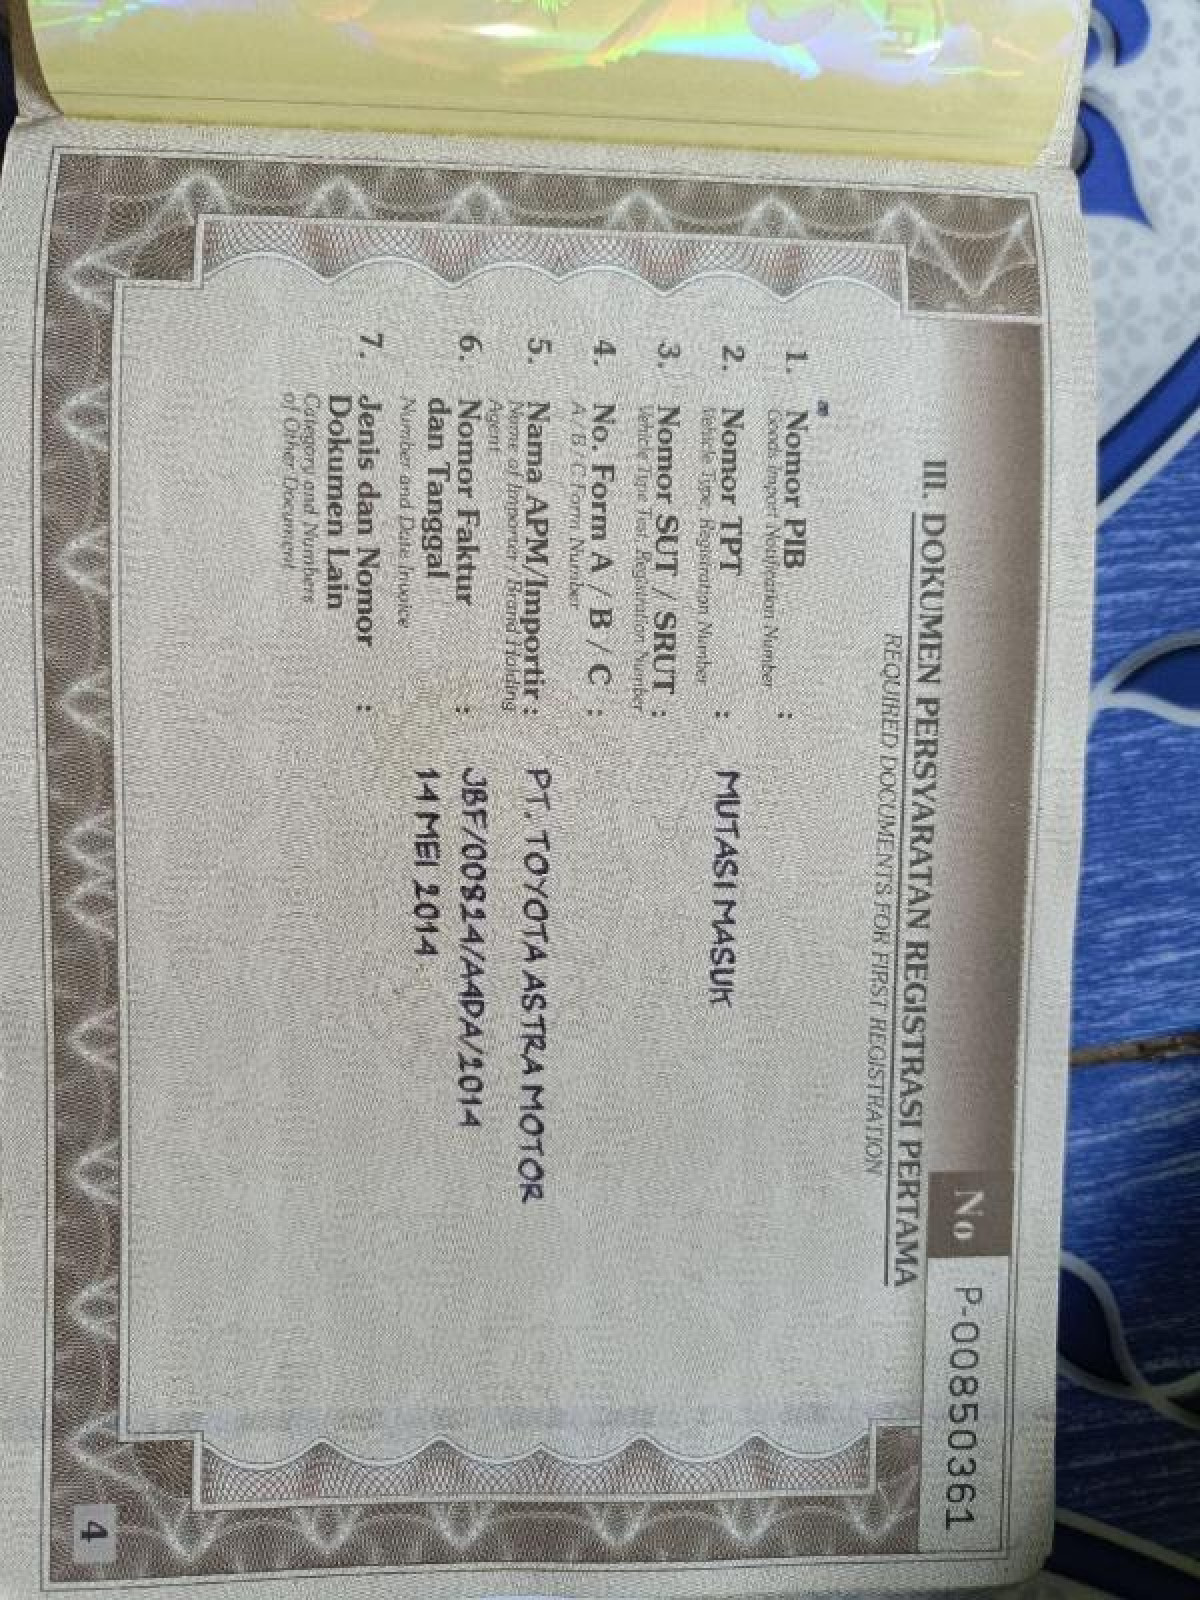 No P-00850361
III. DOKUMEN PERSYARATAN REGISTRASI PERTAMA
REQUIRED DOCUMENTS FOR FIRST REGISTRATION
1. Nomor PIB :
Goods Import Notification Number
2. Nomor TPT : MUTASI MASUK
Vehicle Type, Registration Number
3. Nomor SUT / SRUT :
Vehicle Type Test, Registration Number
4. No. Form A / B / C :
A / B / C Form Number
5. Nama APM/Importir : PT. TOYOTA ASTRA MOTOR
Name of Importer / Brand Holding
Agent
6. Nomor Faktur : JBF/00824/AADA/2014
dan Tanggal 14 MEI 2014
Number and Date Invoice
7. Jenis dan Nomor :
Dokumen Lain
Category and Numbers
of Other Document
4